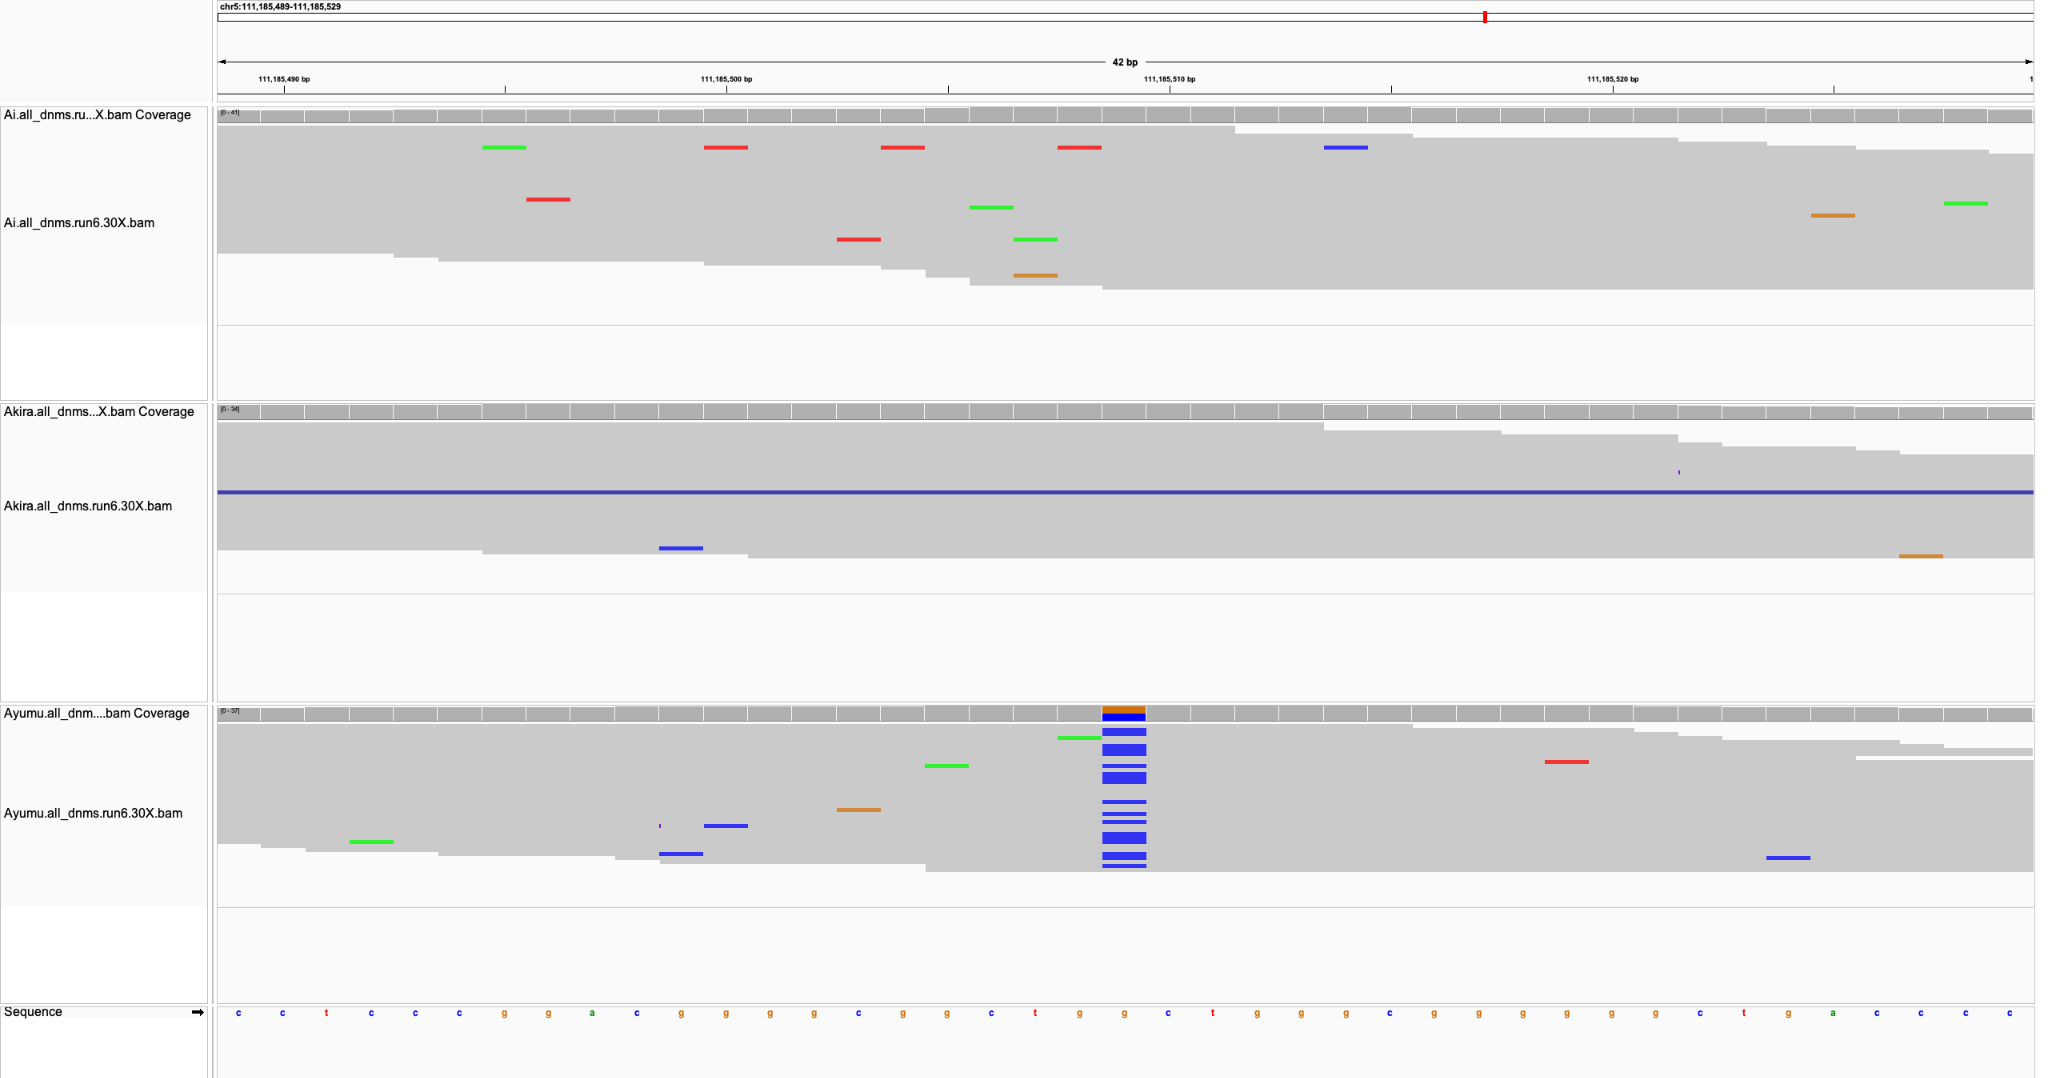 chr5:111,185,489-111,185,529
42 bp
111,185,490 bp 111,185,500 bp 111,185,510 bp 111,185,520 bp 1
Ai.all_dnms.ru...X.bam Coverage [0 - 41]
Ai.all_dnms.run6.30X.bam
Akira.all_dnms...X.bam Coverage [0 - 34]
Akira.all_dnms.run6.30X.bam
Ayumu.all_dnm....bam Coverage [0 - 37]
Ayumu.all_dnms.run6.30X.bam
Sequence c c t c c c g g a c g g g g c g g c t g g c t g g g c g g g g g g c t g a c c c c